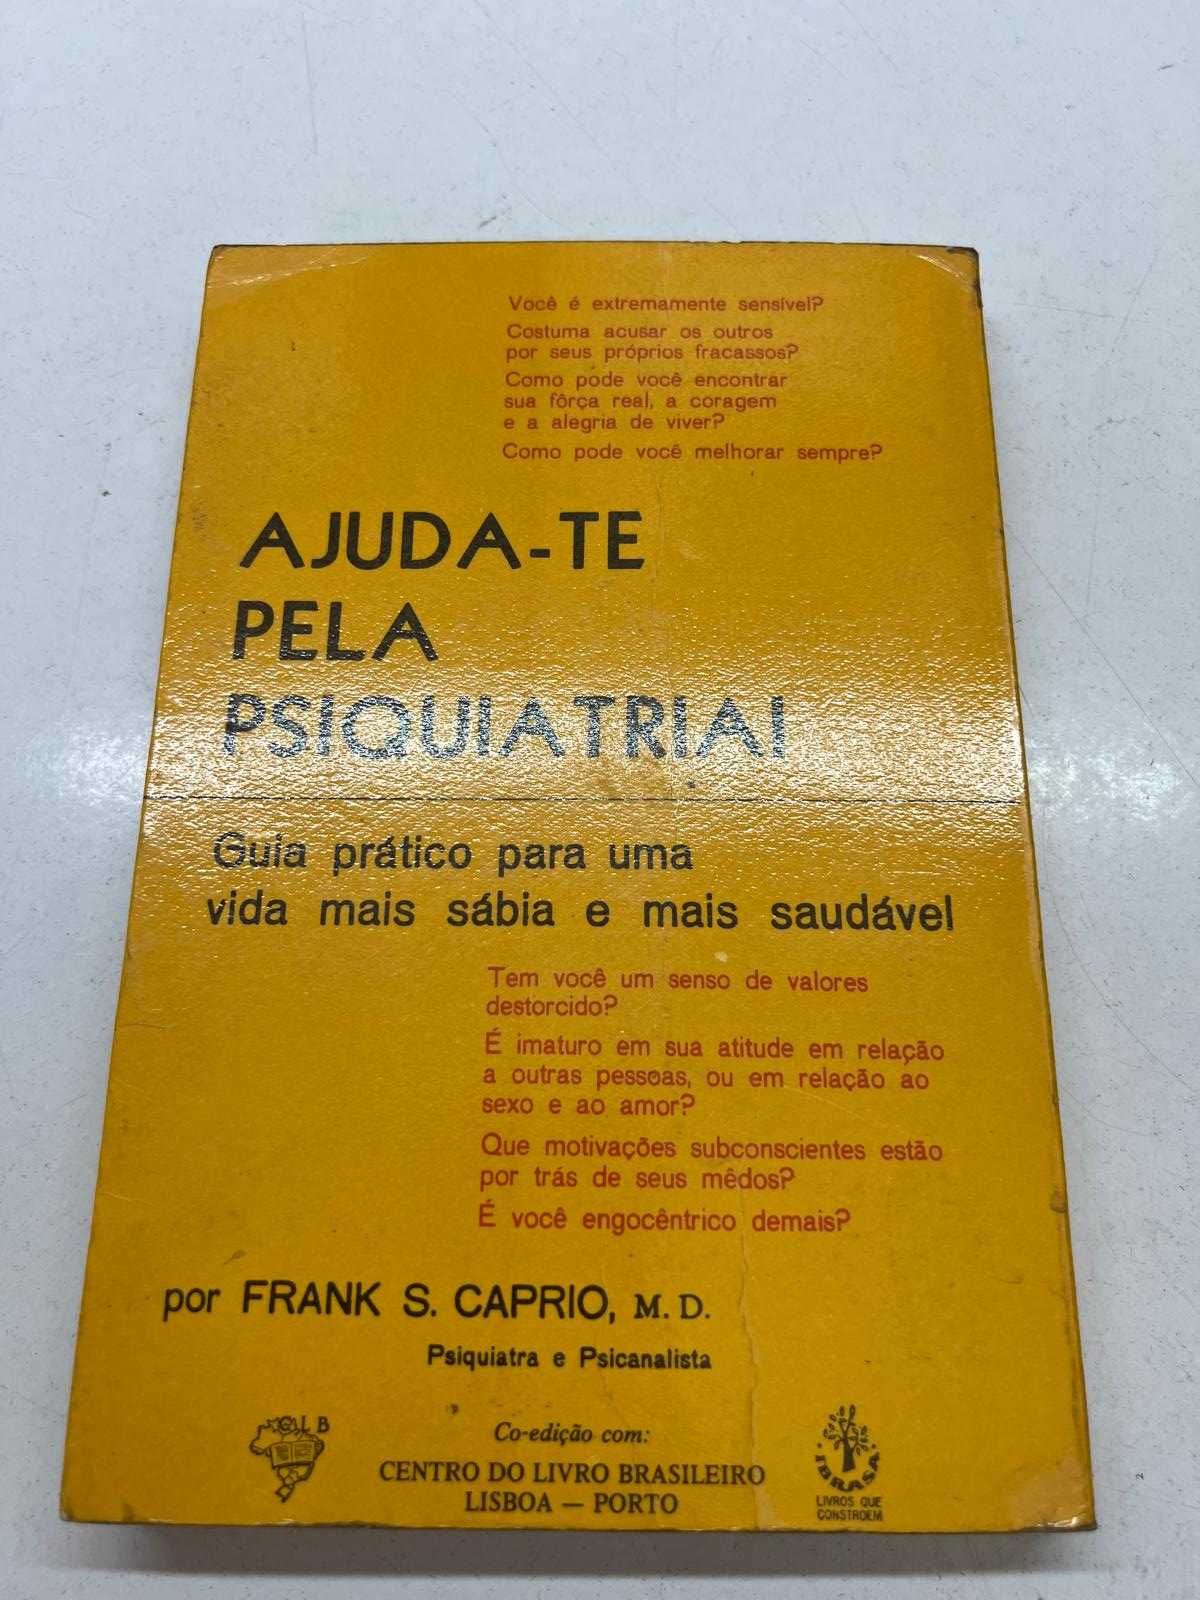 Você é extremamente sensível?
Costuma acusar os outros
por seus próprios fracassos?
Como pode você encontrar
sua fôrça real, a coragem
e a alegria de viver?
Como pode você melhorar sempre?
AJUDA-TE
PELA
PSIQUIATRIA!
Guia prático para uma
vida mais sábia e mais saudável
Tem você um senso de valores
destorcido?
É imaturo em sua atitude em relação
a outras pessoas, ou em relação ao
sexo e ao amor?
Que motivações subconscientes estão
por trás de seus mêdos?
É você engocêntrico demais?
por FRANK S. CAPRIO, M. D.
Psiquiatra e Psicanalista
CLB
Co-edição com:
CENTRO DO LIVRO BRASILEIRO
LISBOA — PORTO
IBRASA
LIVROS QUE
CONSTROEM